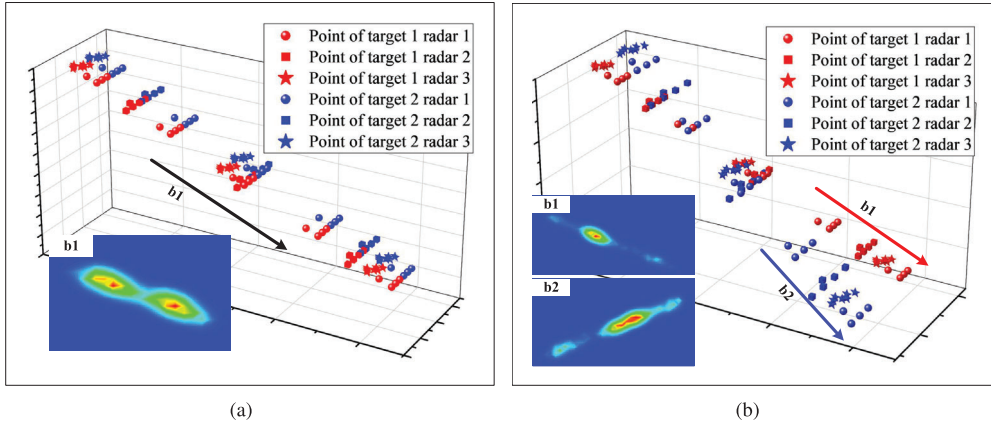 Point of target 1 radar 1
Point of target 1 radar 2
Point of target 1 radar 3
Point of target 2 radar 1
Point of target 2 radar 2
Point of target 2 radar 3
b1
b1
(a)
Point of target 1 radar 1
Point of target 1 radar 2
Point of target 1 radar 3
Point of target 2 radar 1
Point of target 2 radar 2
Point of target 2 radar 3
b1
b1
b2
b2
(b)